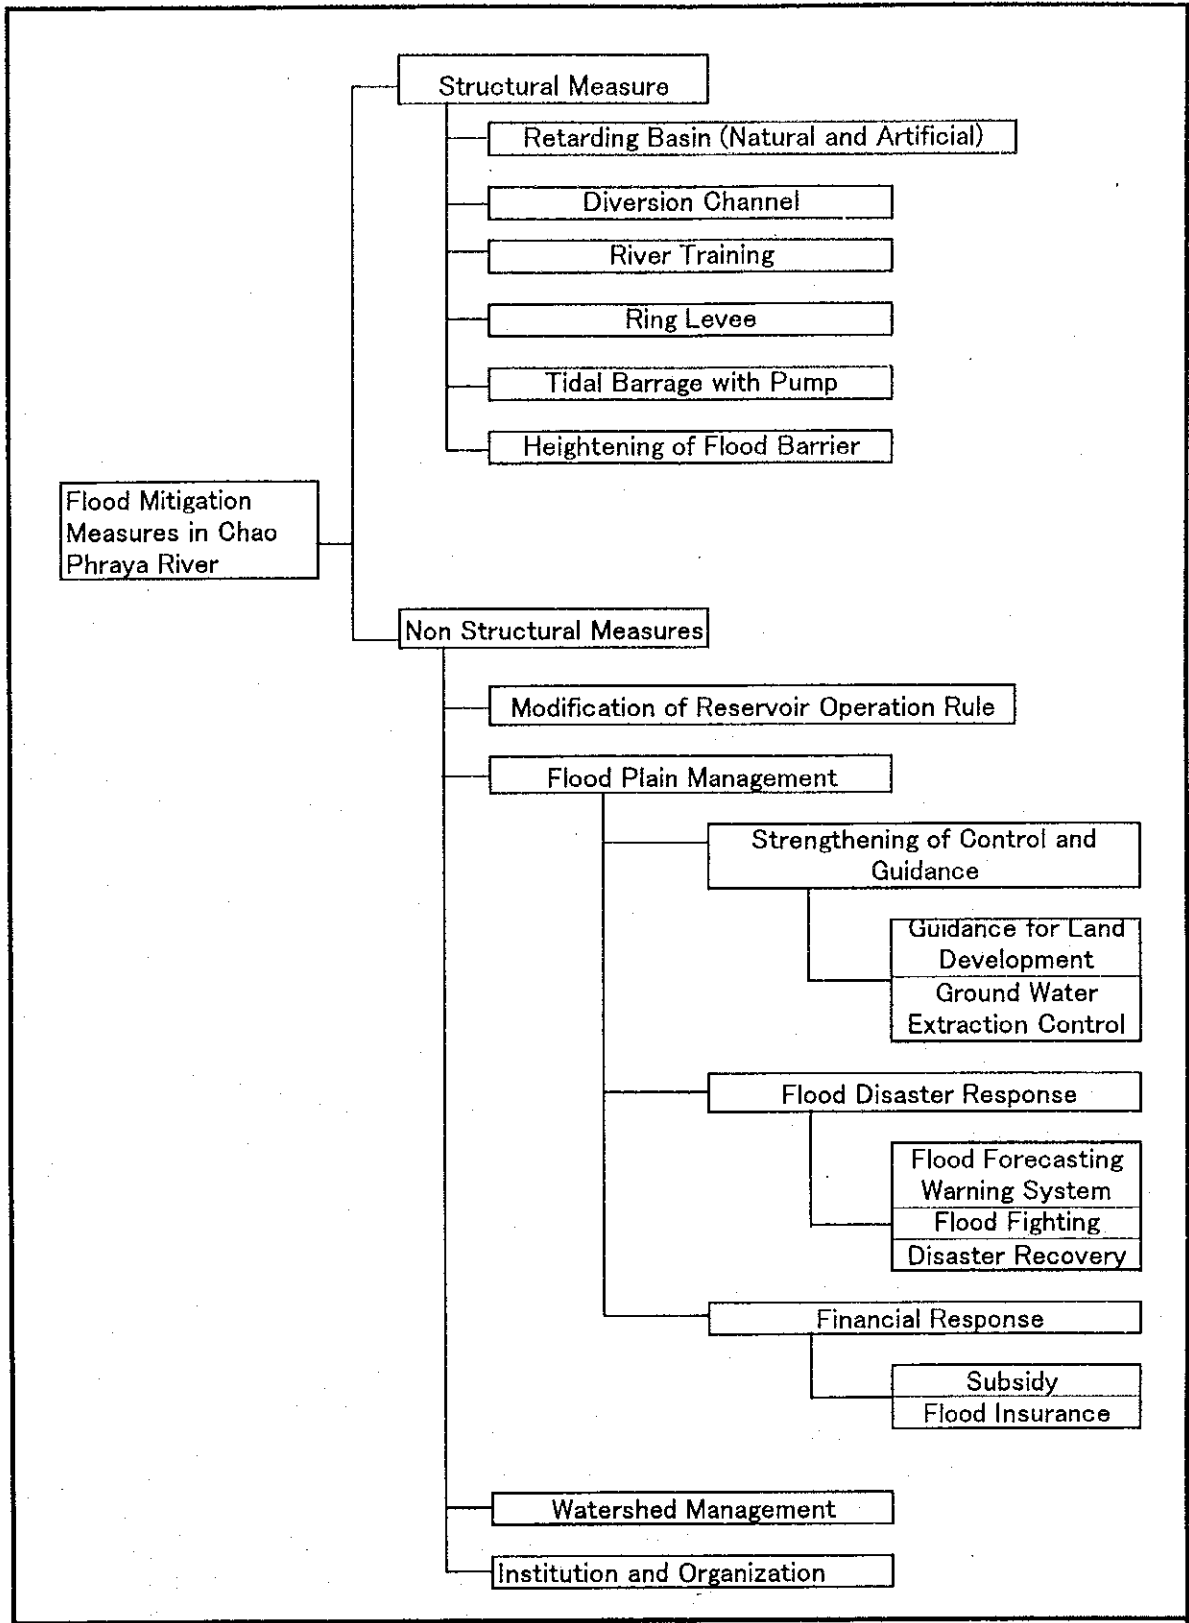 Structural Measure
Retarding Basin (Natural and Artificial)
Diversion Channel
River Training
Ring Levee
Tidal Barrage with Pump
Heightening of Flood Barrier
Flood Mitigation
Measures in Chao
Phraya River
Non Structural Measures
Modification of Reservoir Operation Rule
Flood Plain Management
Strengthening of Control and
Guidance
Guidance for Land
Development
Ground Water
Extraction Control
Flood Disaster Response
Flood Forecasting
Warning System
Flood Fighting
Disaster Recovery
Financial Response
Subsidy
Flood Insurance
Watershed Management
Institution and Organization